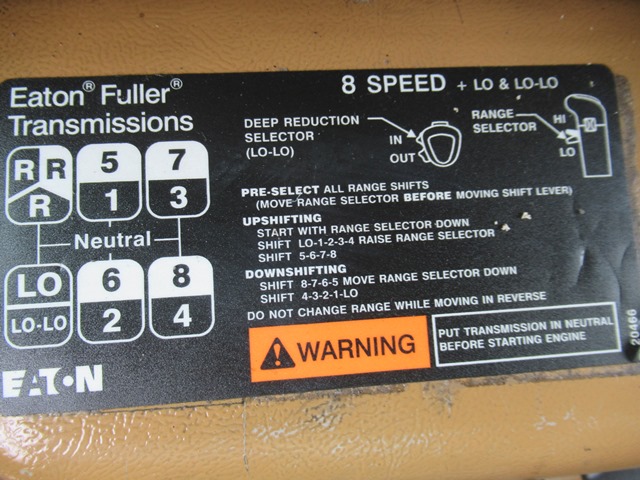 Eaton® Fuller®
Transmissions
8 SPEED + LO & LO-LO
DEEP REDUCTION
SELECTOR
(LO-LO)
IN
OUT
RANGE
SELECTOR
HI
LO
R R 5 7
R 1 3
Neutral
LO 6 8
LO-LO 2 4
PRE-SELECT ALL RANGE SHIFTS
(MOVE RANGE SELECTOR BEFORE MOVING SHIFT LEVER)
UPSHIFTING
START WITH RANGE SELECTOR DOWN
SHIFT LO-1-2-3-4 RAISE RANGE SELECTOR
SHIFT 5-6-7-8
DOWNSHIFTING
SHIFT 8-7-6-5 MOVE RANGE SELECTOR DOWN
SHIFT 4-3-2-1-LO
DO NOT CHANGE RANGE WHILE MOVING IN REVERSE
WARNING
PUT TRANSMISSION IN NEUTRAL
BEFORE STARTING ENGINE
EATON
20466